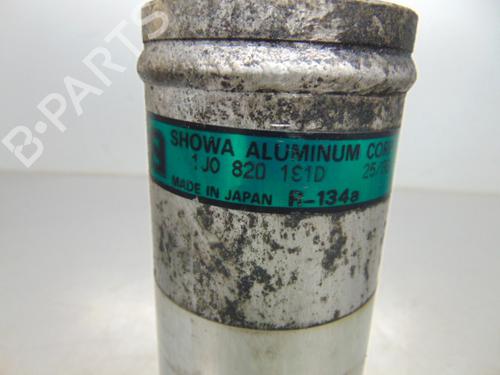 B-PARTS
SHOWA ALUMINUM CORP
1J0 820 191D
MADE IN JAPAN R-134a